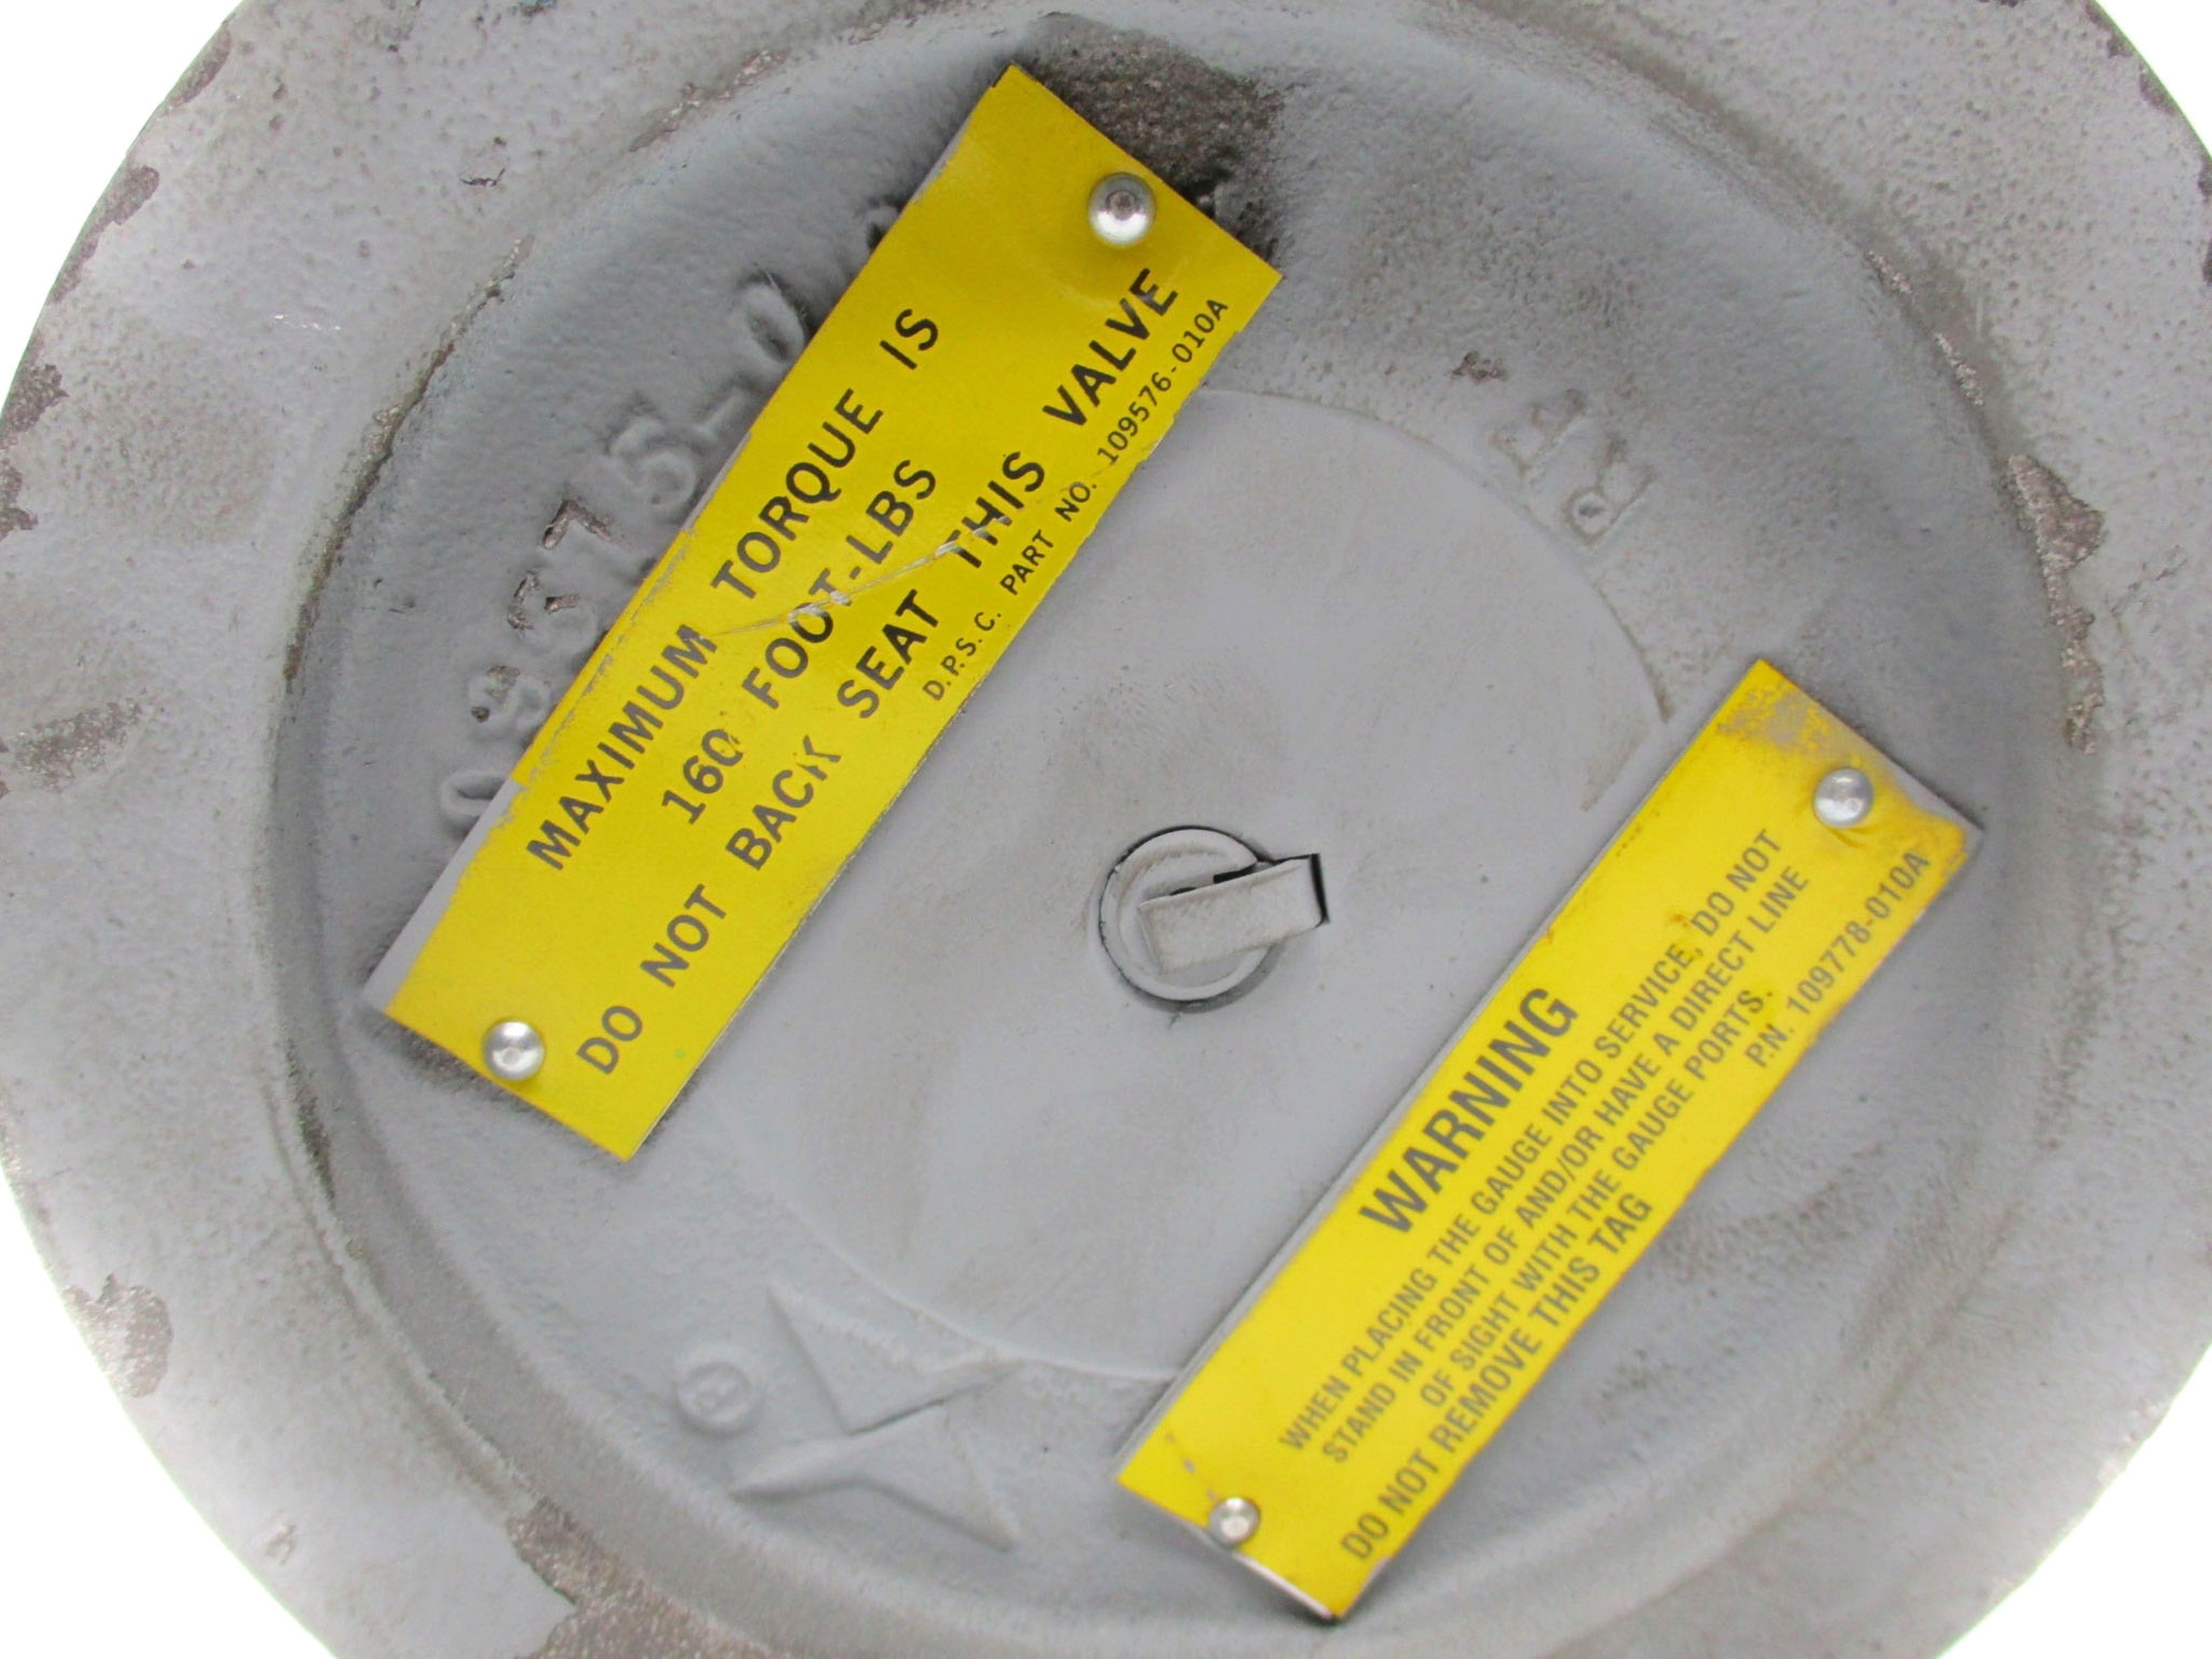 MAXIMUM TORQUE IS
160 FOOT-LBS
DO NOT BACK SEAT THIS VALVE
D.P.S.C. PART NO. 109576-010A
WARNING
WHEN PLACING THE GAUGE INTO SERVICE, DO NOT
STAND IN FRONT OF AND/OR HAVE A DIRECT LINE
OF SIGHT WITH THE GAUGE PORTS.
DO NOT REMOVE THIS TAG
P.N. 109778-010A